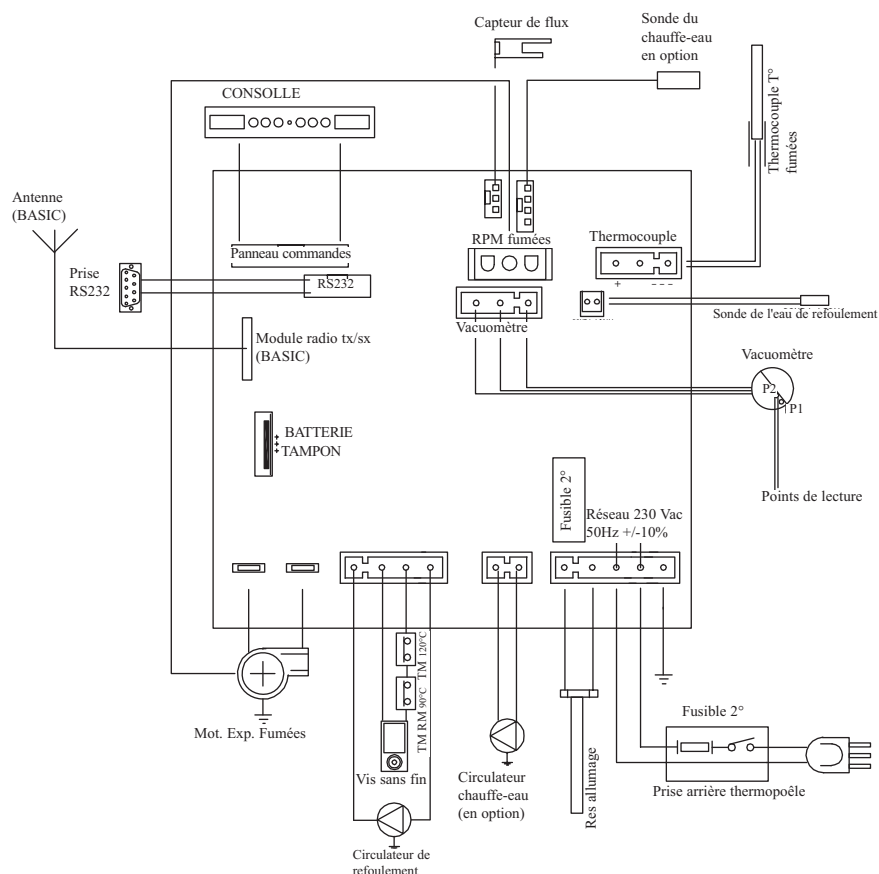 Capteur de flux
Sonde du
chauffe-eau
en option
CONSOLLE
Thermocouple T°
fumées
Antenne
(BASIC)
RPM fumées
Thermocouple
Panneau commandes
Prise
RS232
RS232
+
- - -
Sonde de l'eau de refoulement
Vacuomètre
Module radio tx/sx
(BASIC)
Vacuomètre
P2
P1
BATTERIE
TAMPON
Points de lecture
Fusible 2°
Réseau 230 Vac
50Hz +/-10%
TM 120°C
TM RM 90°C
Mot. Exp. Fumées
Vis sans fin
Circulateur
chauffe-eau
(en option)
Res allumage
Fusible 2°
Prise arrière thermopoêle
Circulateur de
refoulement